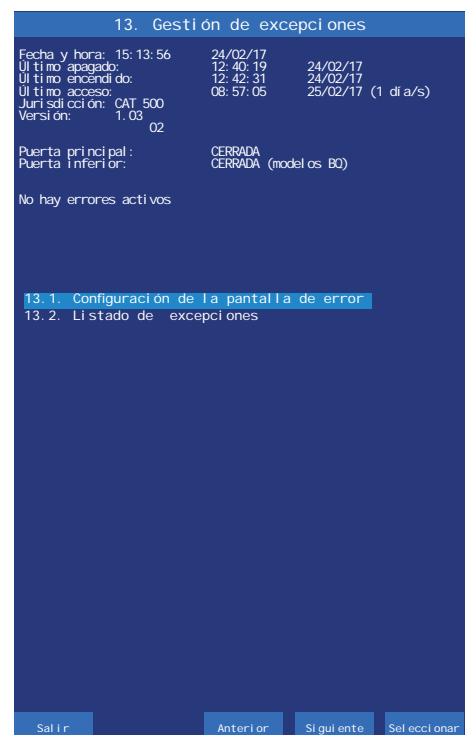 13. Gestión de excepciones
Fecha y hora: 15:13:56 24/02/17
Último apagado: 12:40:19 24/02/17
Último encendido: 12:42:31 24/02/17
Último acceso: 08:57:05 25/02/17 (1 día/s)
Jurisdicción: CAT 500
Versión: 1.03
02
Puerta principal: CERRADA
Puerta inferior: CERRADA (modelos BQ)
No hay errores activos
13.1. Configuración de la pantalla de error
13.2. Listado de excepciones
Salir Anterior Siguiente Seleccionar